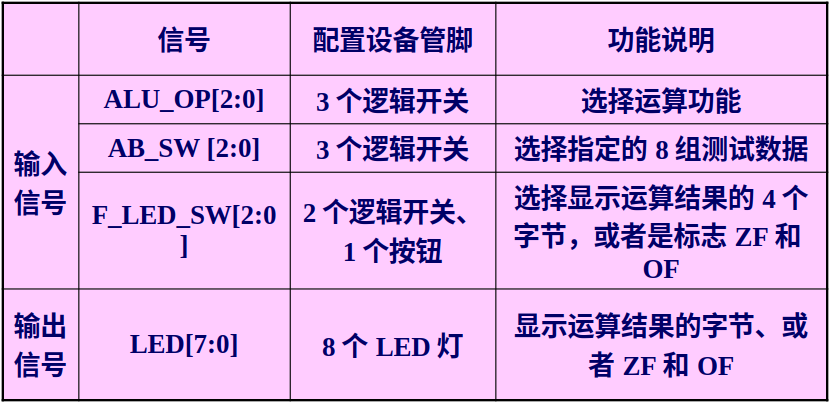 信号 配置设备管脚 功能说明
输入
信号
ALU_OP[2:0] 3 个逻辑开关 选择运算功能
AB_SW [2:0] 3 个逻辑开关 选择指定的 8 组测试数据
F_LED_SW[2:0
]
2 个逻辑开关、
1 个按钮
选择显示运算结果的 4 个
字节，或者是标志 ZF 和
OF
输出
信号
LED[7:0] 8 个 LED 灯
显示运算结果的字节、或
者 ZF 和 OF